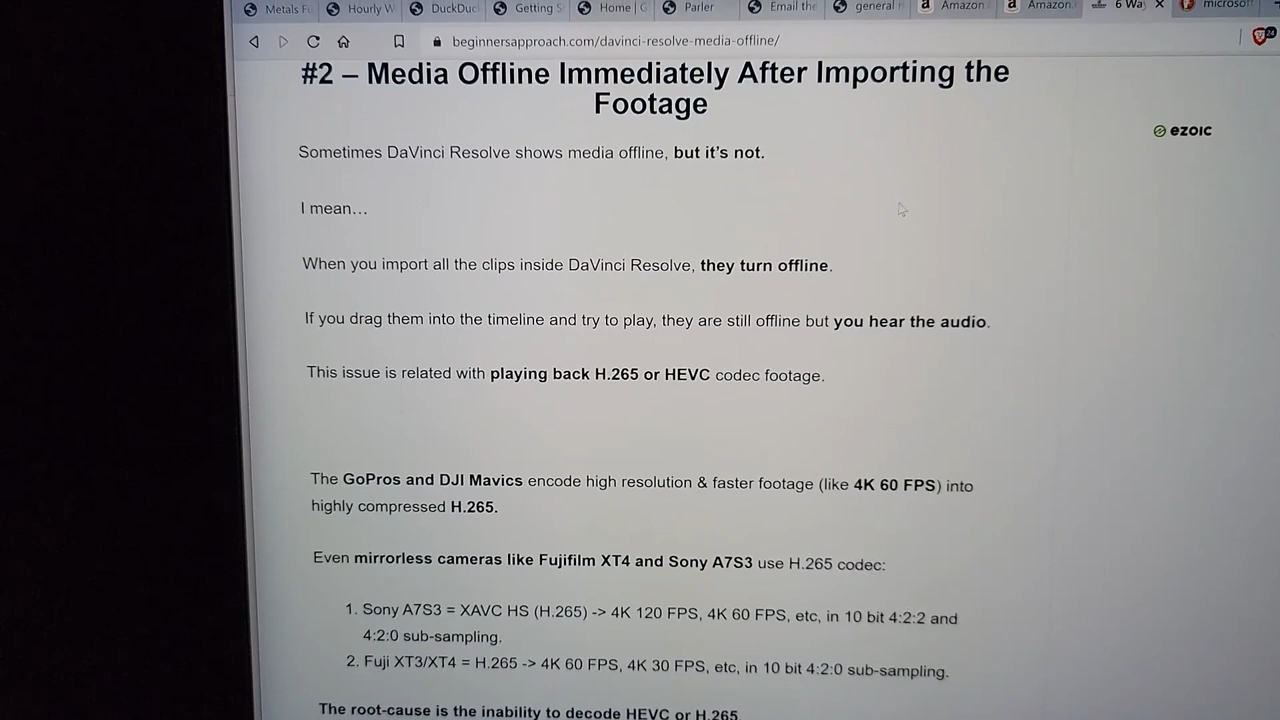 Metals F
Hourly W
DuckDuc
Getting S
Home | G
Parler
Email the
general
a Amazon
a Amazon.
6 Wa
microsof
beginnersapproach.com/davinci-resolve-media-offline/
24
#2 – Media Offline Immediately After Importing the
Footage
ezoic
Sometimes DaVinci Resolve shows media offline, but it's not.
I mean...
When you import all the clips inside DaVinci Resolve, they turn offline.
If you drag them into the timeline and try to play, they are still offline but you hear the audio.
This issue is related with playing back H.265 or HEVC codec footage.
The GoPros and DJI Mavics encode high resolution & faster footage (like 4K 60 FPS) into
highly compressed H.265.
Even mirrorless cameras like Fujifilm XT4 and Sony A7S3 use H.265 codec:
1. Sony A7S3 = XAVC HS (H.265) -> 4K 120 FPS, 4K 60 FPS, etc, in 10 bit 4:2:2 and
4:2:0 sub-sampling.
2. Fuji XT3/XT4 = H.265 -> 4K 60 FPS, 4K 30 FPS, etc, in 10 bit 4:2:0 sub-sampling.
The root-cause is the inability to decode HEVC or H.265